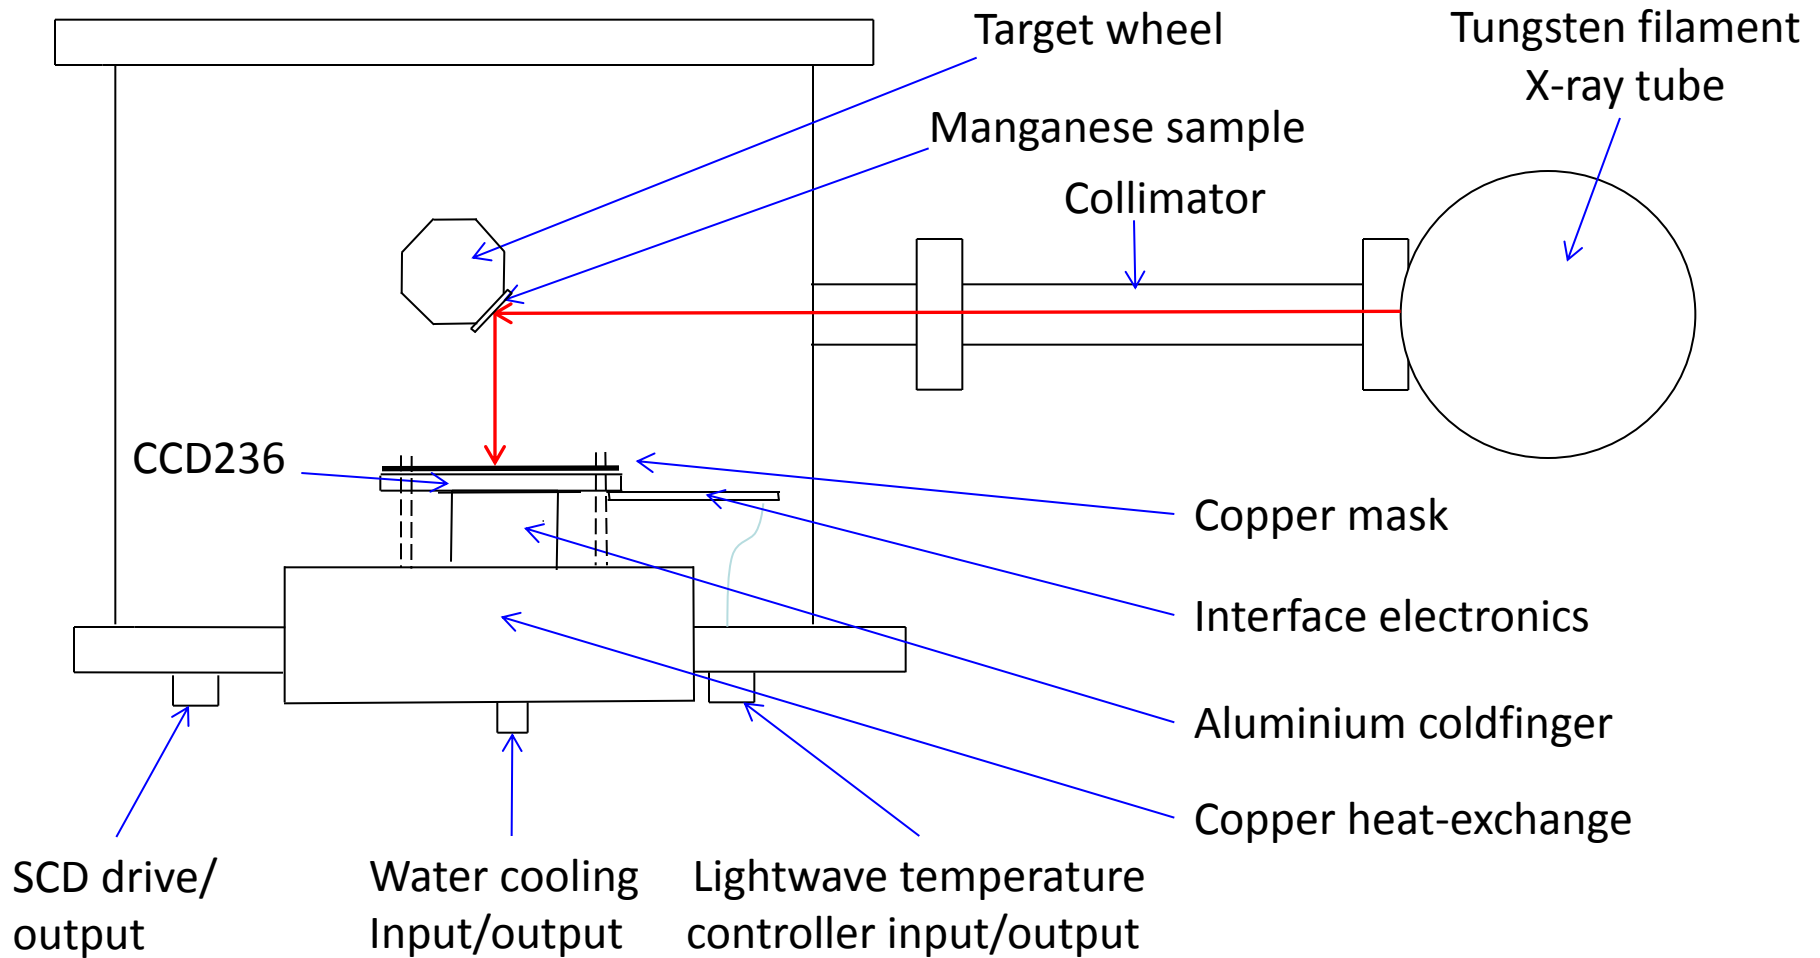 Target wheel
Tungsten filament
X-ray tube
Manganese sample
Collimator
CCD236
Copper mask
Interface electronics
Aluminium coldfinger
Copper heat-exchange
SCD drive/
output
Water cooling
Input/output
Lightwave temperature
controller input/output